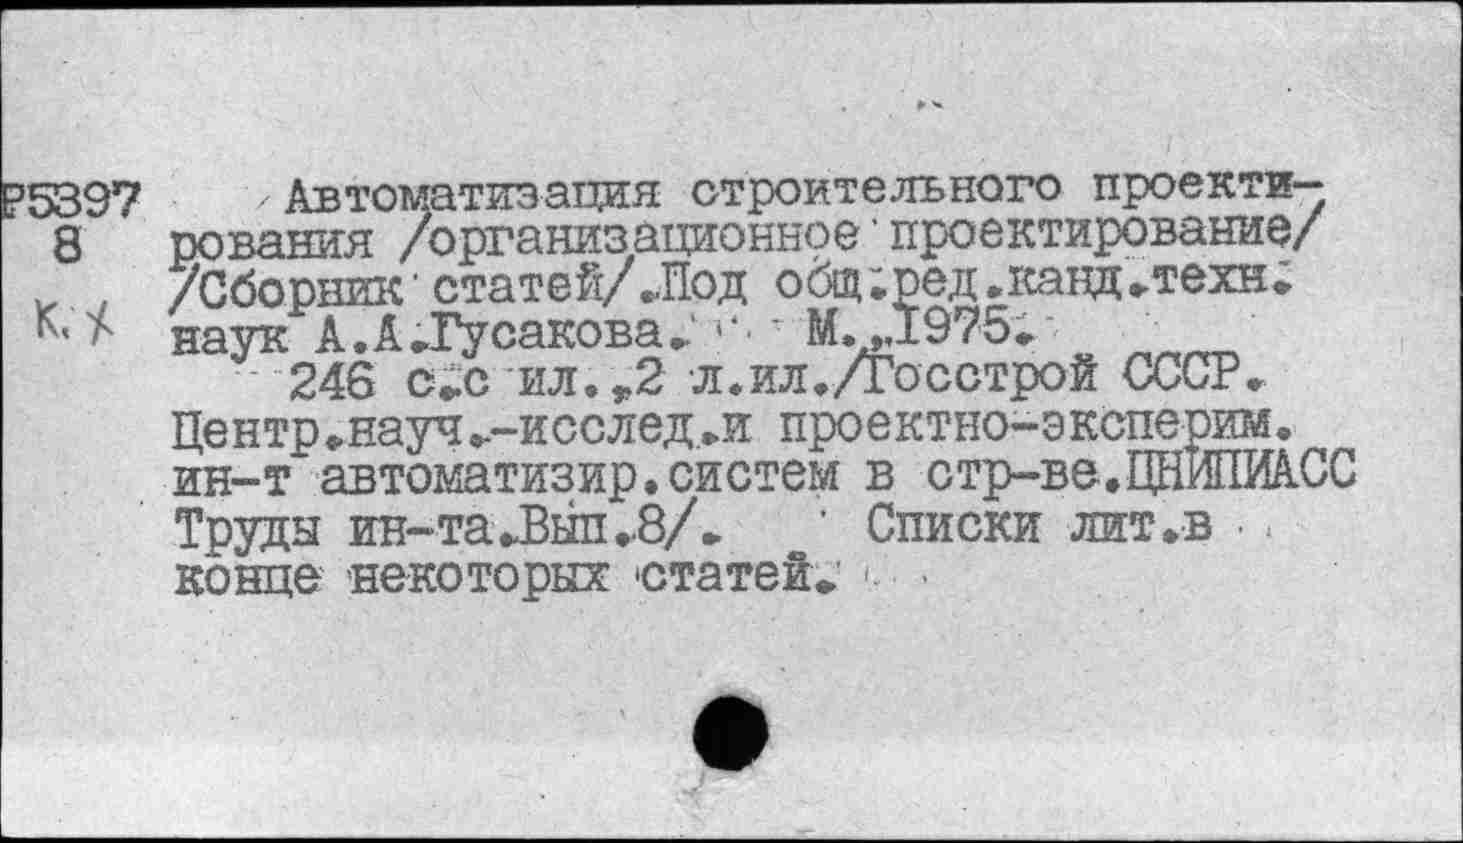 Р5397 Автоматизация строительного проекти-
8 рования /организационное проектирование/
/Сборник статей/.Под общ.ред.канд.техн.
К.Х наук А.А.Гусакова. М.,1975.
246 с.с ил.,2 л.ил./Госстрой СССР.
Центр.науч.-исслед.и проектно-эксперим.
ин-т автоматизир.систем в стр-ве.ЦНИПИАСС
Труды ин-та.Вып.8/. Списки лит.в
конце некоторых статей.